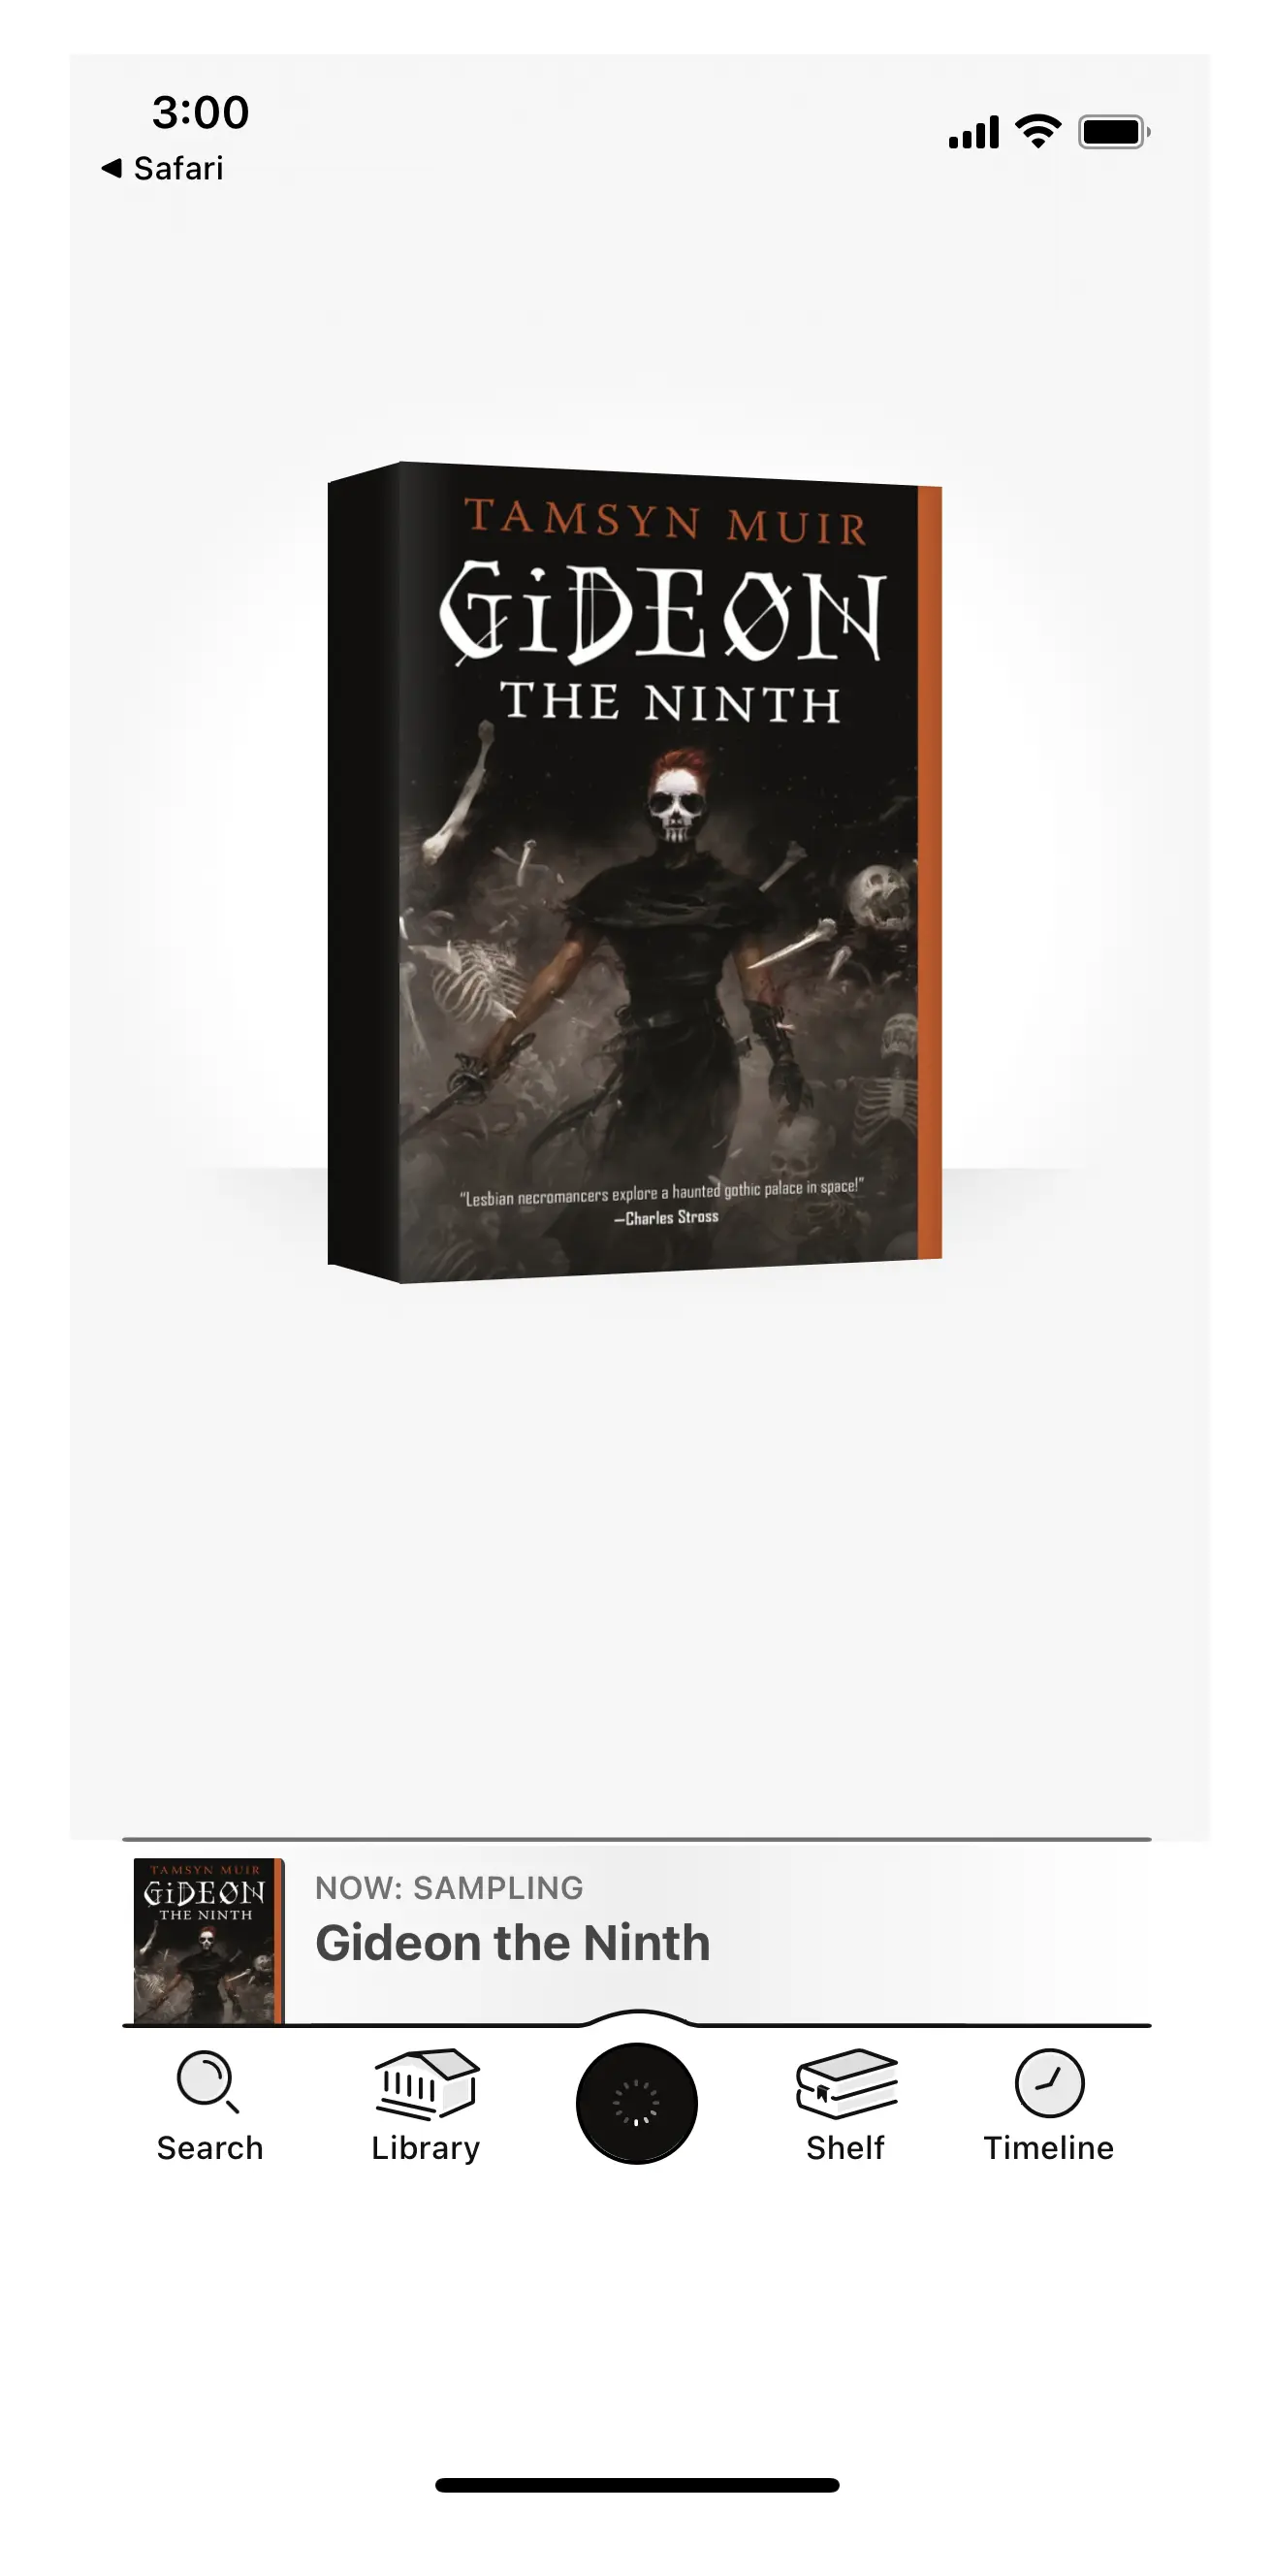 3:00
Safari
TAMSYN MUIR
GiDEON
THE NINTH
“Lesbian necromancers explore a haunted gothic palace in space!”
—Charles Stross
TAMSYN MUIR
GiDEON
THE NINTH
NOW: SAMPLING
Gideon the Ninth
Search
Library
Shelf
Timeline